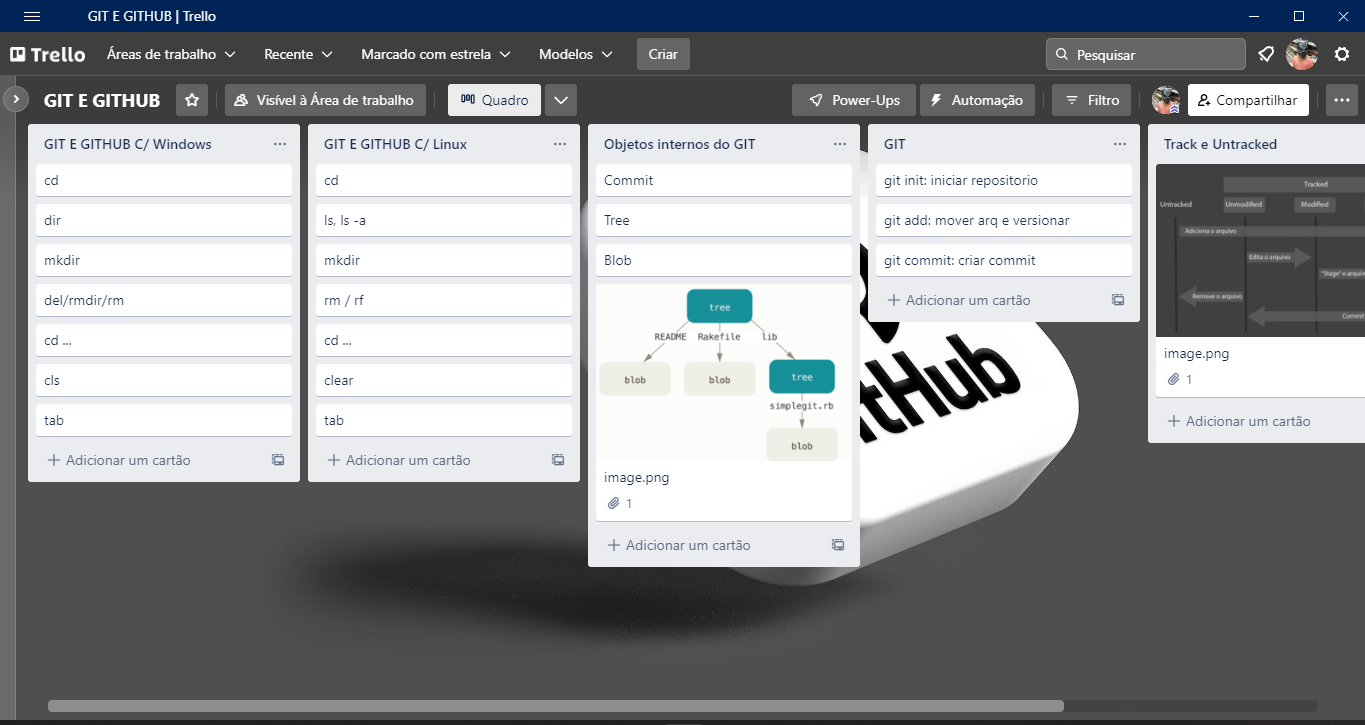 GIT E GITHUB | Trello
Trello
Áreas de trabalho
Recente
Marcado com estrela
Modelos
Criar
Pesquisar
GIT E GITHUB
Visível à Área de trabalho
Quadro
Power-Ups
Automação
Filtro
Compartilhar
GIT E GITHUB C/ Windows
cd
dir
mkdir
del/rmdir/rm
cd ...
cls
tab
Adicionar um cartão
GIT E GITHUB C/ Linux
cd
ls, ls -a
mkdir
rm / rf
cd ...
clear
tab
Adicionar um cartão
Objetos internos do GIT
Commit
Tree
Blob
tree
README Rakefile lib
blob blob tree
simplegit.rb
blob
image.png
1
Adicionar um cartão
GIT
git init: iniciar repositorio
git add: mover arq e versionar
git commit: criar commit
Adicionar um cartão
Track e Untracked
Tracked
Untracked Unmodified Modified
Adiciona o arquivo
Edita o arquivo
"Stage" o arquivo
Remove o arquivo
Commit
image.png
1
Adicionar um cartão
tHub